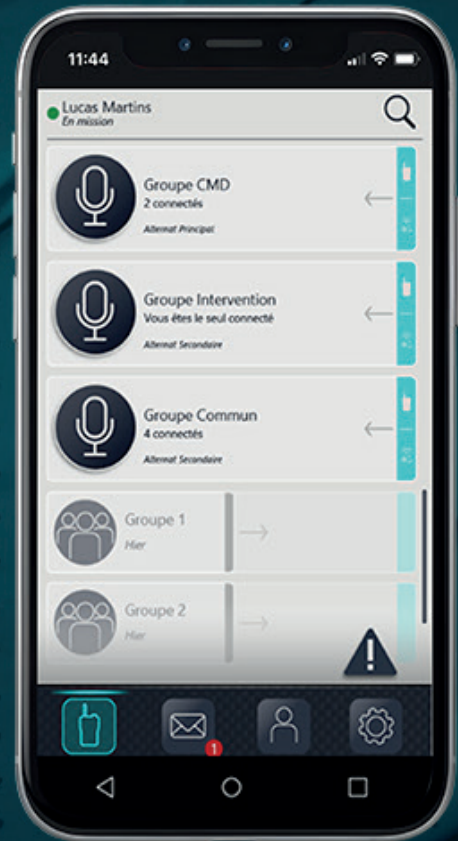 11:44
Lucas Martins
En mission
Groupe CMD
2 connectés
Alternat Principal
Groupe Intervention
Vous êtes le seul connecté
Alternat Secondaire
Groupe Commun
4 connectés
Alternat Secondaire
Groupe 1
Hier
Groupe 2
Hier
1